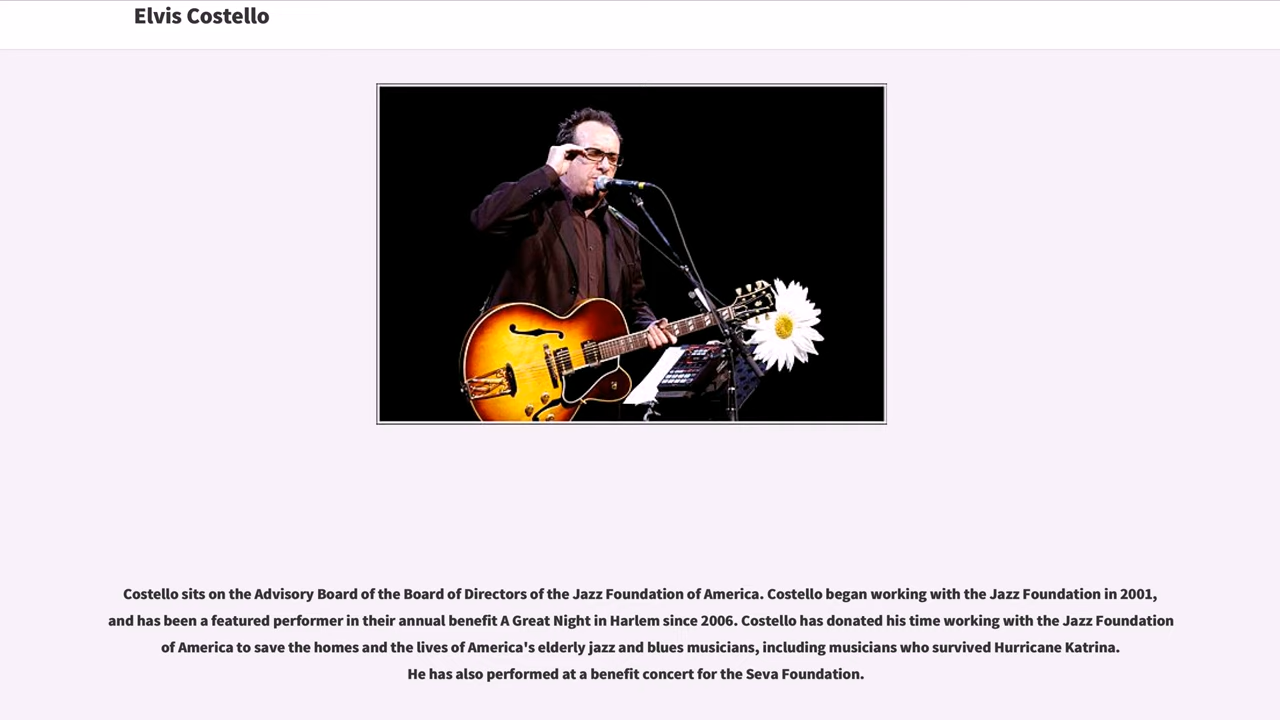 Elvis Costello
Costello sits on the Advisory Board of the Board of Directors of the Jazz Foundation of America. Costello began working with the Jazz Foundation in 2001,
and has been a featured performer in their annual benefit A Great Night in Harlem since 2006. Costello has donated his time working with the Jazz Foundation
of America to save the homes and the lives of America's elderly jazz and blues musicians, including musicians who survived Hurricane Katrina.
He has also performed at a benefit concert for the Seva Foundation.